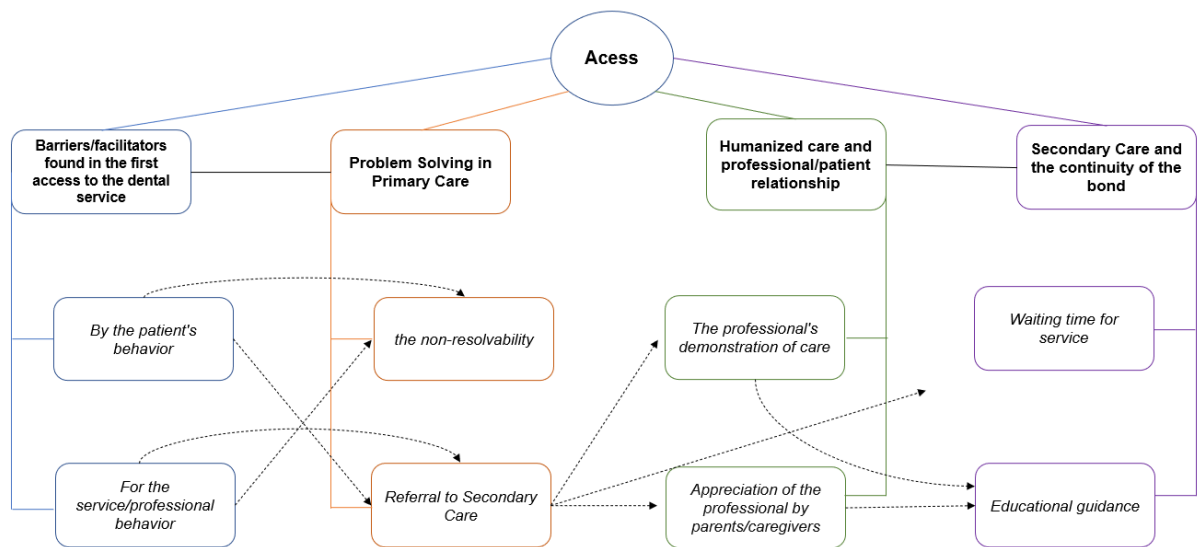 Acess
Barriers/facilitators
found in the first
access to the dental
service
Problem Solving in
Primary Care
Humanized care and
professional/patient
relationship
Secondary Care and
the continuity of the
bond
By the patient's
behavior
the non-resolvability
The professional's
demonstration of care
Waiting time for
service
For the
service/professional
behavior
Referral to Secondary
Care
Appreciation of the
professional by
parents/caregivers
Educational guidance